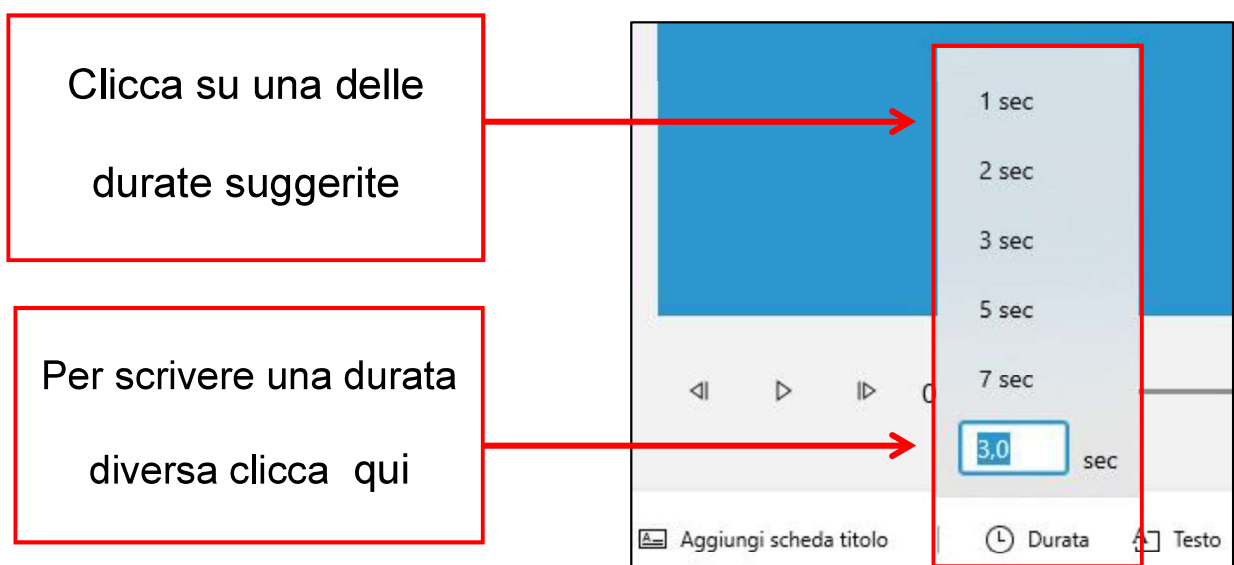 Clicca su una delle
durate suggerite
Per scrivere una durata
diversa clicca qui
1 sec
2 sec
3 sec
5 sec
7 sec
0
3,0 sec
Aggiungi scheda titolo
Durata
Testo